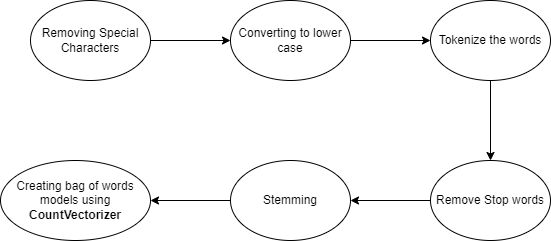 Removing Special
Characters
Converting to lower
case
Tokenize the words
Remove Stop words
Stemming
Creating bag of words
models using
CountVectorizer